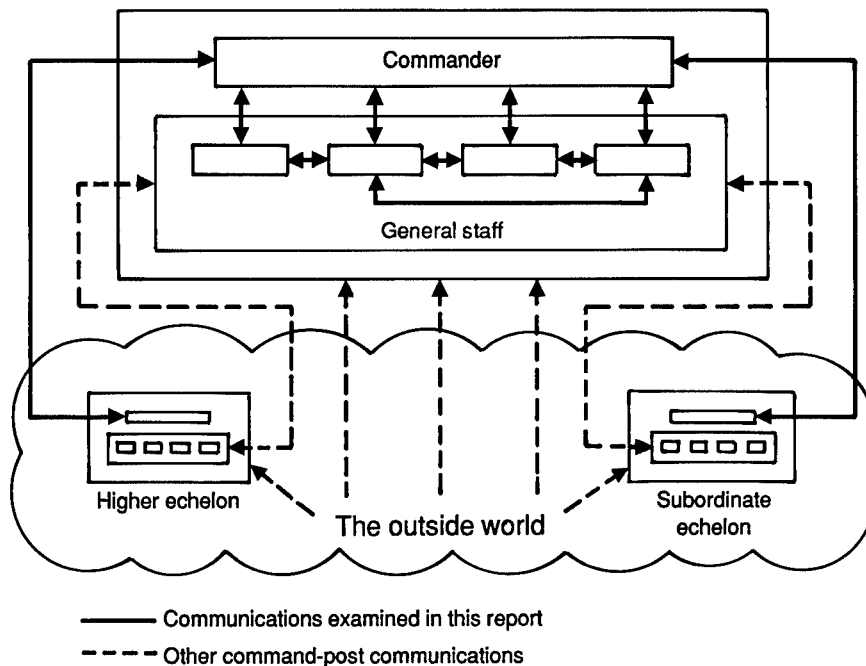 Commander
General staff
Higher echelon
Subordinate
echelon
The outside world
Communications examined in this report
Other command-post communications